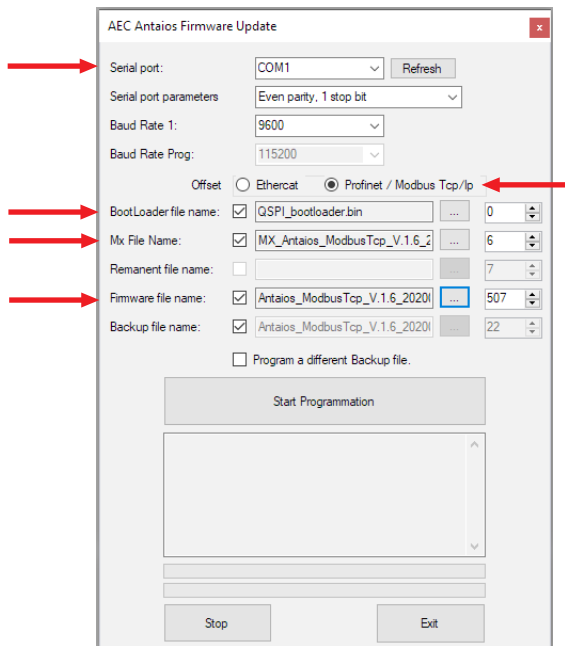 AEC Antaios Firmware Update x
Serial port: COM1 Refresh
Serial port parameters Even parity, 1 stop bit
Baud Rate 1: 9600
Baud Rate Prog: 115200
Offset Ethercat Profinet / Modbus Tcp/Ip
BootLoader file name: QSPI_bootloader.bin ... 0
Mx File Name: MX_Antaios_ModbusTcp_V.1.6_2 ... 6
Remanent file name: ... 7
Firmware file name: Antaios_ModbusTcp_V.1.6_2020( ... 507
Backup file name: Antaios_ModbusTcp_V.1.6_2020( ... 22
Program a different Backup file.
Start Programmation
Stop Exit